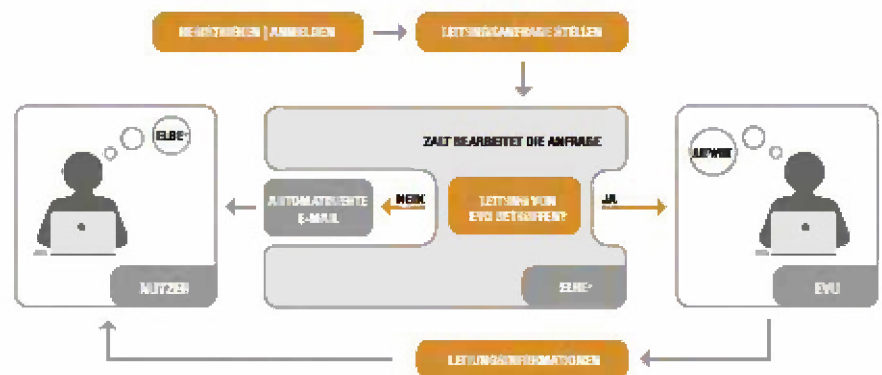 REGISTRIEREN | ANMELDEN
LEITUNGSANFRAGE STELLEN
ELBE+
ZALT BEARBEITET DIE ANFRAGE
AUTOMATISIERTE
E-MAIL
NEIN
LEITUNG VON
EVU BETROFFEN?
JA
NUTZER
ELBE+
EVU
LEITUNGSINFORMATIONEN